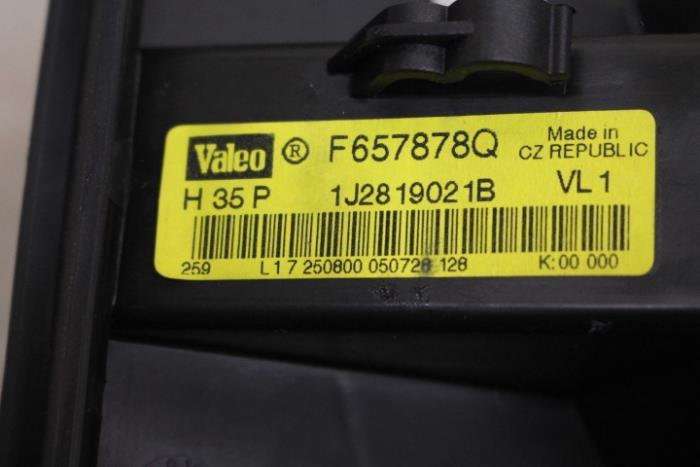 Valeo ® F657878Q Made in
CZ REPUBLIC
H 35 P 1J2819021B VL1
259 L17 250800 050728 128 K:00 000